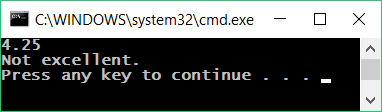 C:\WINDOWS\system32\cmd.exe
4.25
Not excellent.
Press any key to continue . . .